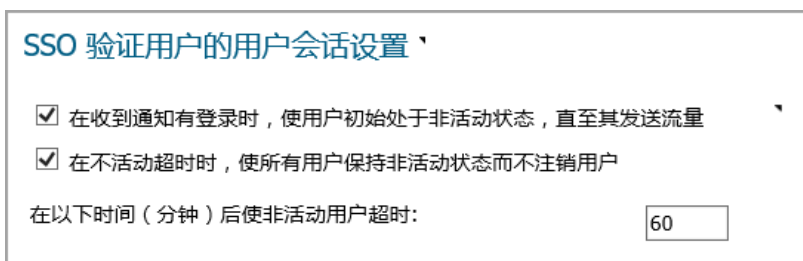 SSO 验证用户的用户会话设置
在收到通知有登录时，使用户初始处于非活动状态，直至其发送流量
在不活动超时时，使所有用户保持非活动状态而不注销用户
在以下时间（分钟）后使非活动用户超时: 60